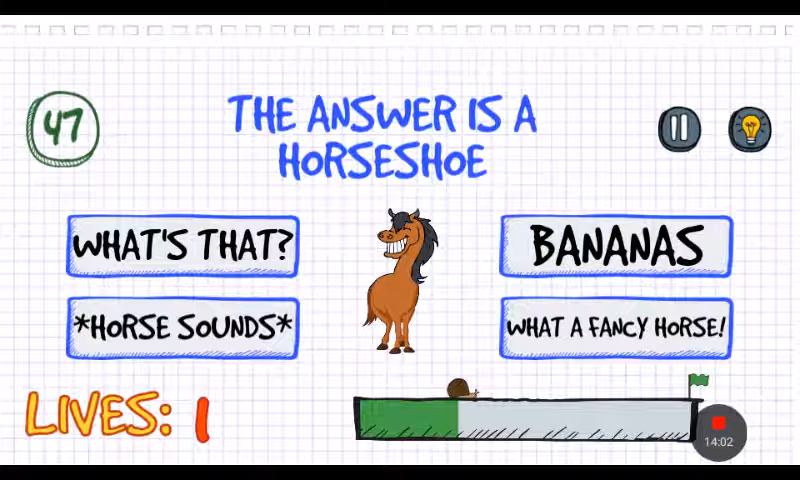 47
THE ANSWER IS A
HORSESHOE
WHAT'S THAT?
BANANAS
*HORSE SOUNDS*
WHAT A FANCY HORSE!
LIVES: 1
14:02